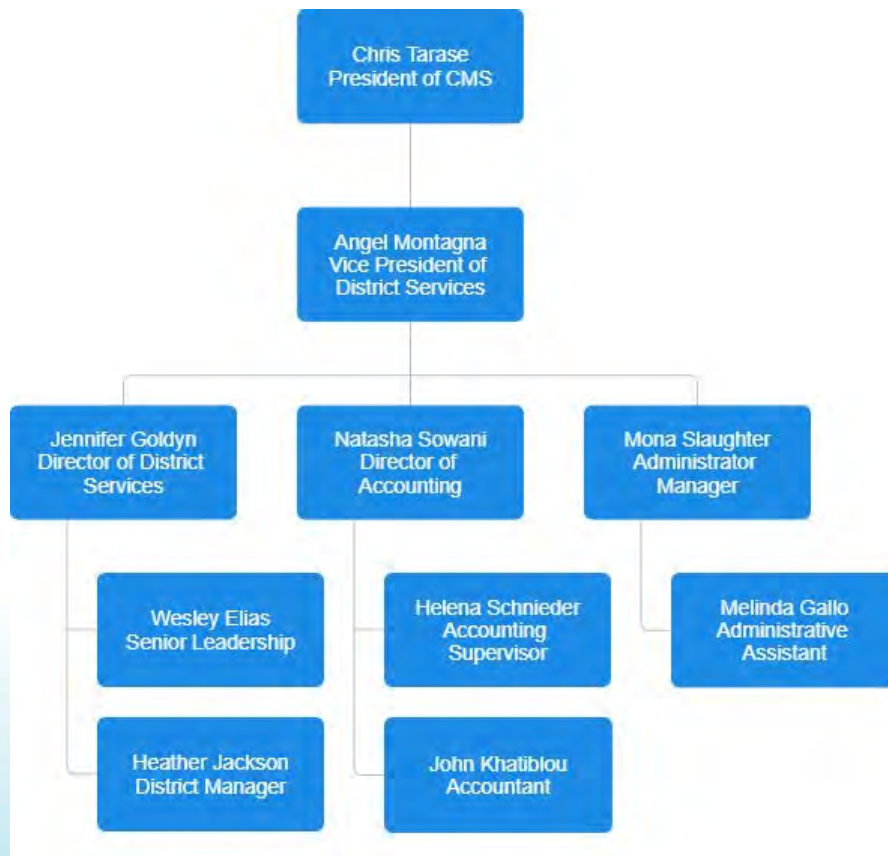 Chris Tarase
President of CMS
Angel Montagna
Vice President of
District Services
Jennifer Goldyn
Director of District
Services
Natasha Sowani
Director of
Accounting
Mona Slaughter
Administrator
Manager
Wesley Elias
Senior Leadership
Helena Schnieder
Accounting
Supervisor
Melinda Gallo
Administrative
Assistant
Heather Jackson
District Manager
John Khatiblou
Accountant